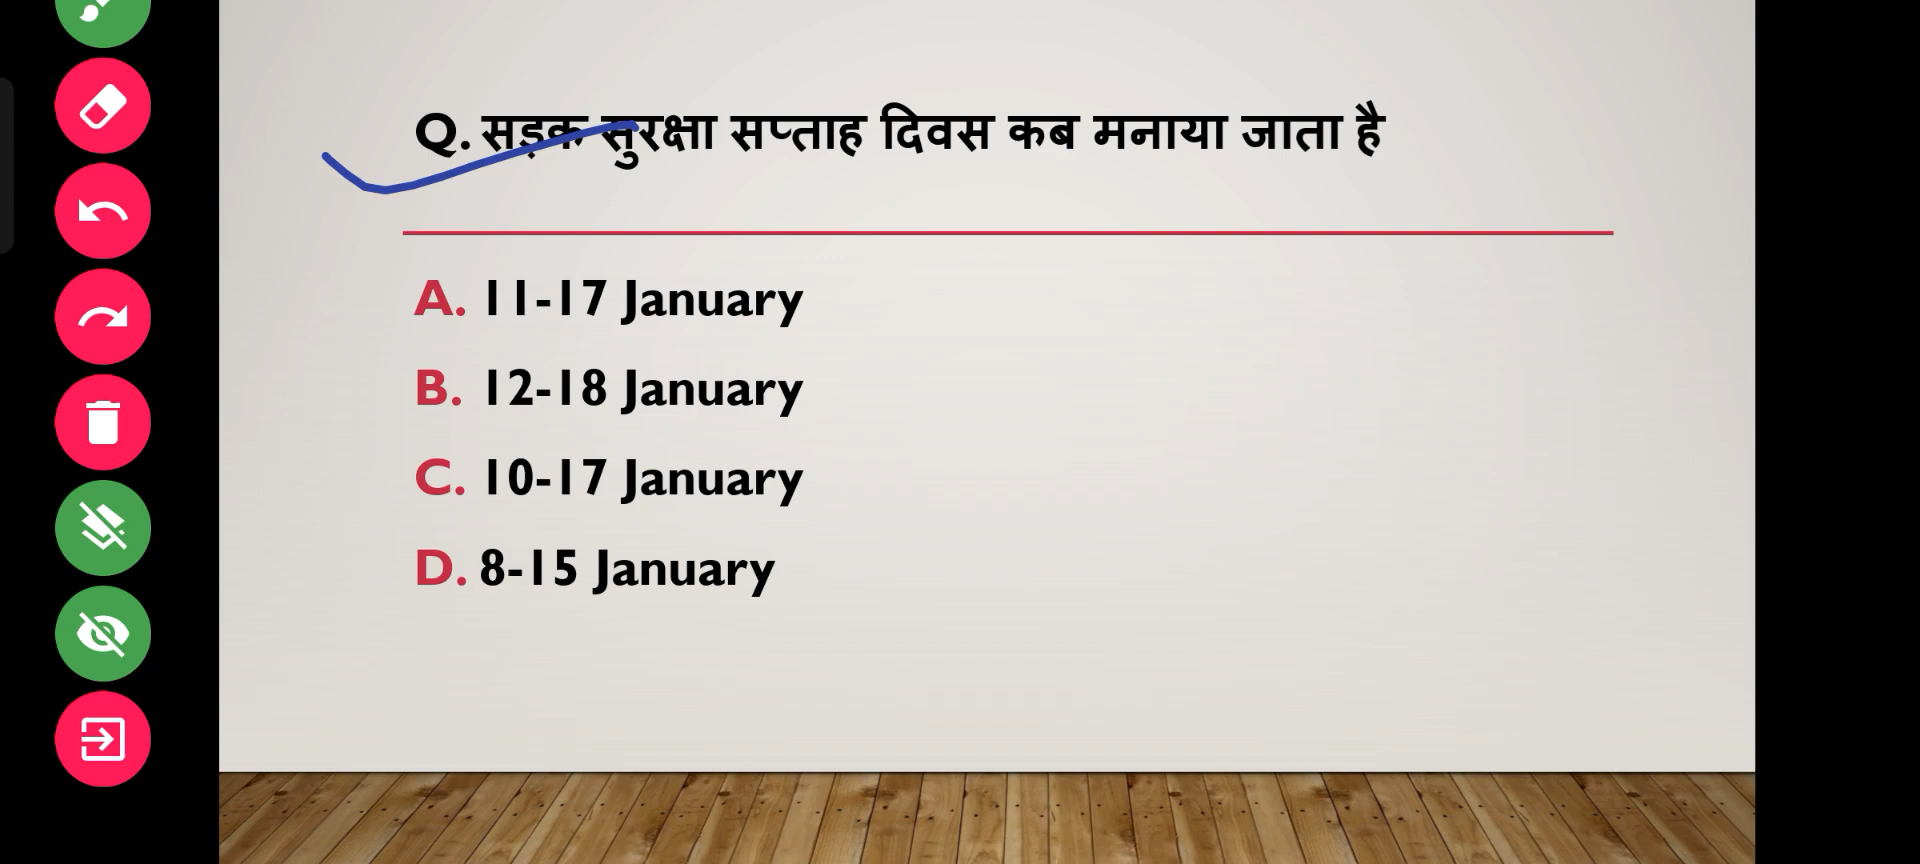 Q. सड़क सुरक्षा सप्ताह दिवस कब मनाया जाता है
A. 11-17 January
B. 12-18 January
C. 10-17 January
D. 8-15 January